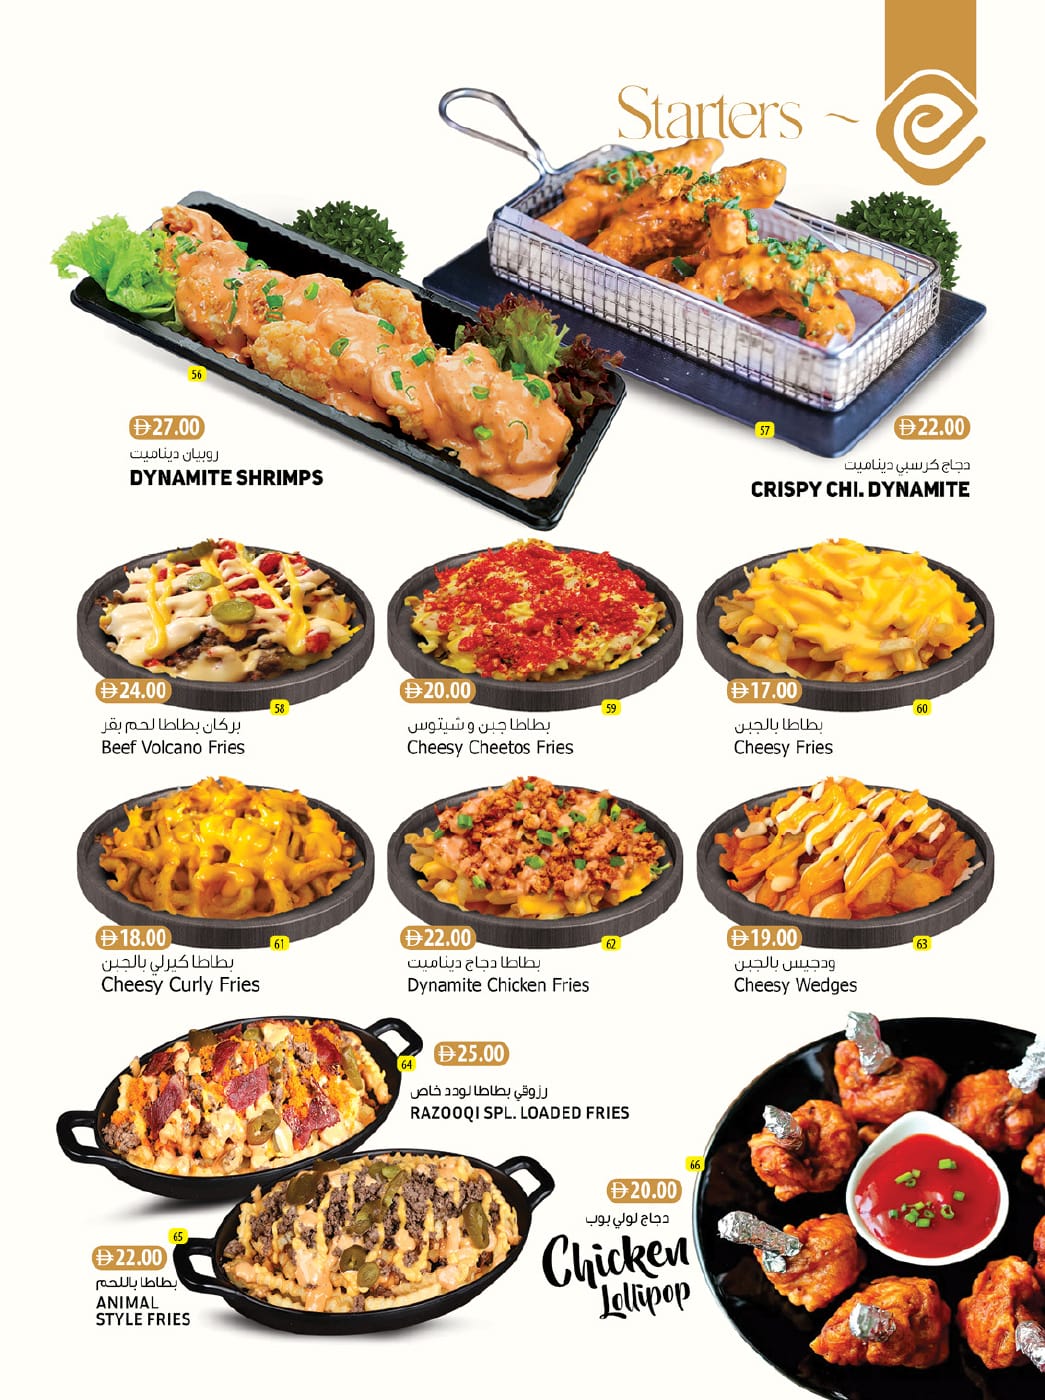 Starters ~
56
27.00
روبيان ديناميت
DYNAMITE SHRIMPS
57
22.00
دجاج كرسبي ديناميت
CRISPY CHI. DYNAMITE
24.00
58
بركان بطاطا لحم بقر
Beef Volcano Fries
20.00
59
بطاطا جبن و شيتوس
Cheesy Cheetos Fries
17.00
60
بطاطا بالجبن
Cheesy Fries
18.00
61
بطاطا كيرلي بالجبن
Cheesy Curly Fries
22.00
62
بطاطا دجاج ديناميت
Dynamite Chicken Fries
19.00
63
ودجيس بالجبن
Cheesy Wedges
64
25.00
رزوقي بطاطا لودد خاص
RAZOOQI SPL. LOADED FRIES
65
22.00
بطاطا باللحم
ANIMAL
STYLE FRIES
66
20.00
دجاج لولي بوب
Chicken
Lollipop